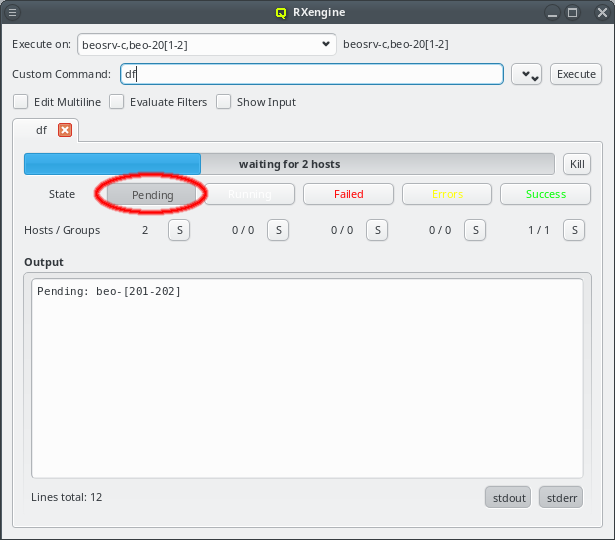 RXengine
Execute on: beosrv-c,beo-20[1-2] beosrv-c,beo-20[1-2]
Custom Command: df Execute
Edit Multiline Evaluate Filters Show Input
df
waiting for 2 hosts Kill
State Pending Running Failed Errors Success
Hosts / Groups 2 S 0 / 0 S 0 / 0 S 0 / 0 S 1 / 1 S
Output
Pending: beo-[201-202]
Lines total: 12 stdout stderr